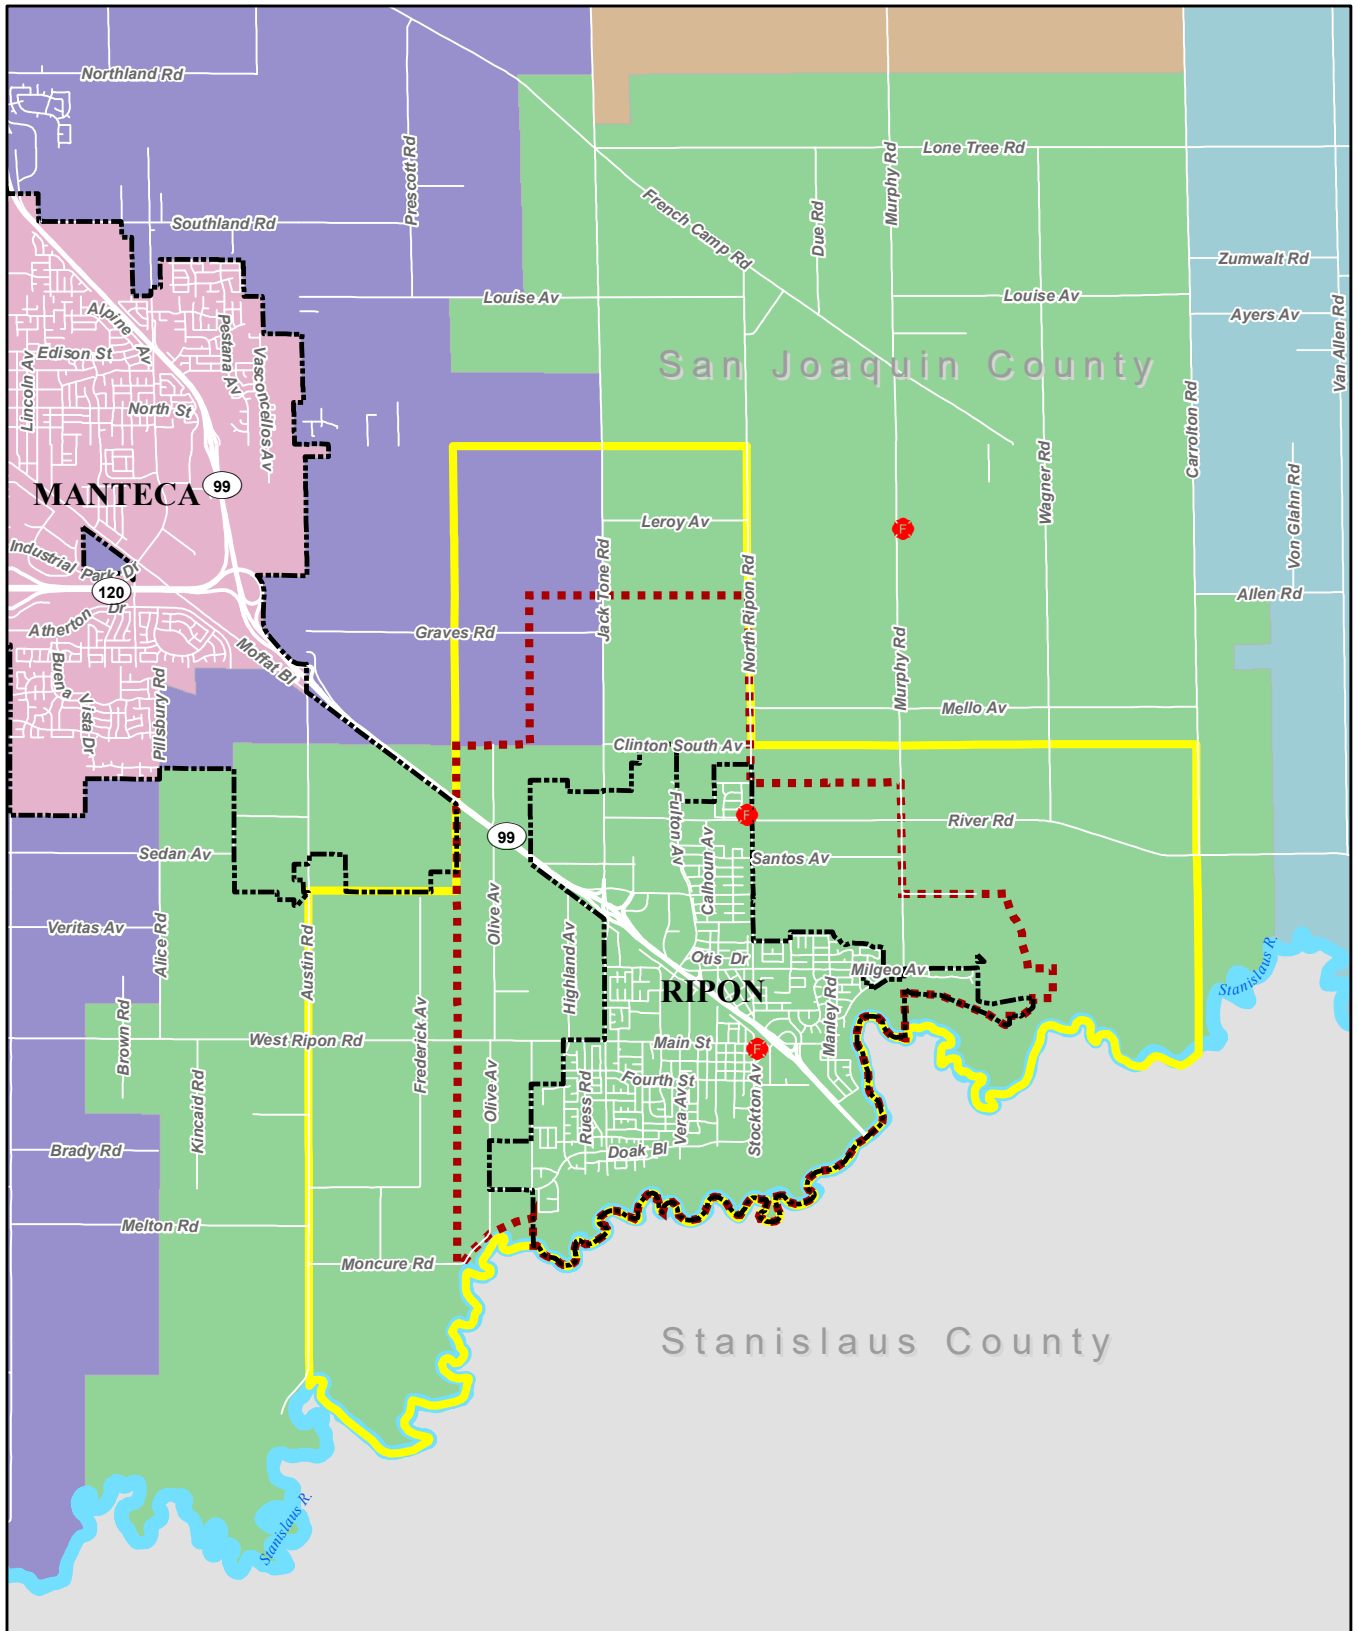 Northland Rd
Prescott Rd
Lone Tree Rd
Murphy Rd
French Camp Rd
Due Rd
Southland Rd
Zumwalt Rd
Louise Av
Louise Av
Ayers Av
Van Allen Rd
Alpine Av
Pestana Av
Vasconcellos Av
Edison St
Lincoln Av
North St
San Joaquin County
Carrolton Rd
Wagner Rd
Von Glahn Rd
MANTECA
99
Leroy Av
F
Industrial Park Dr
120
Jack Tone Rd
North Ripon Rd
Allen Rd
Atherton Dr
Graves Rd
Moffat Bl
Buena Vista Dr
Pillsbury Rd
Murphy Rd
Mello Av
Clinton South Av
Fulton Av
F
River Rd
99
Calhoun Av
Santos Av
Sedan Av
Olive Av
Veritas Av
Alice Rd
Austin Rd
Highland Av
Otis Dr
Milgeo Av
Stanislaus R.
RIPON
Manley Rd
Brown Rd
West Ripon Rd
Frederick Av
Main St
F
Kincaid Rd
Olive Av
Ruess Rd
Fourth St
Vera Av
Stockton Av
Brady Rd
Doak Bl
Melton Rd
Moncure Rd
Stanislaus County
Stanislaus R.